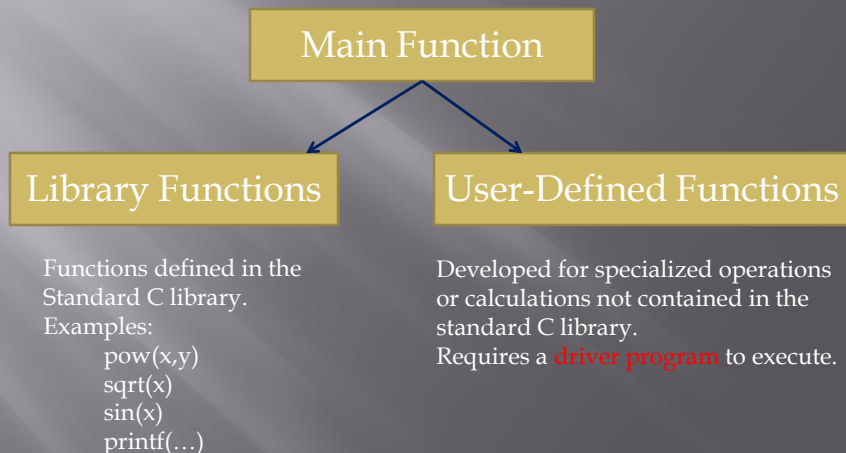 Main Function
Library Functions
User-Defined Functions
Functions defined in the
Standard C library.
Examples:
pow(x,y)
sqrt(x)
sin(x)
printf(…)
Developed for specialized operations
or calculations not contained in the
standard C library.
Requires a driver program to execute.